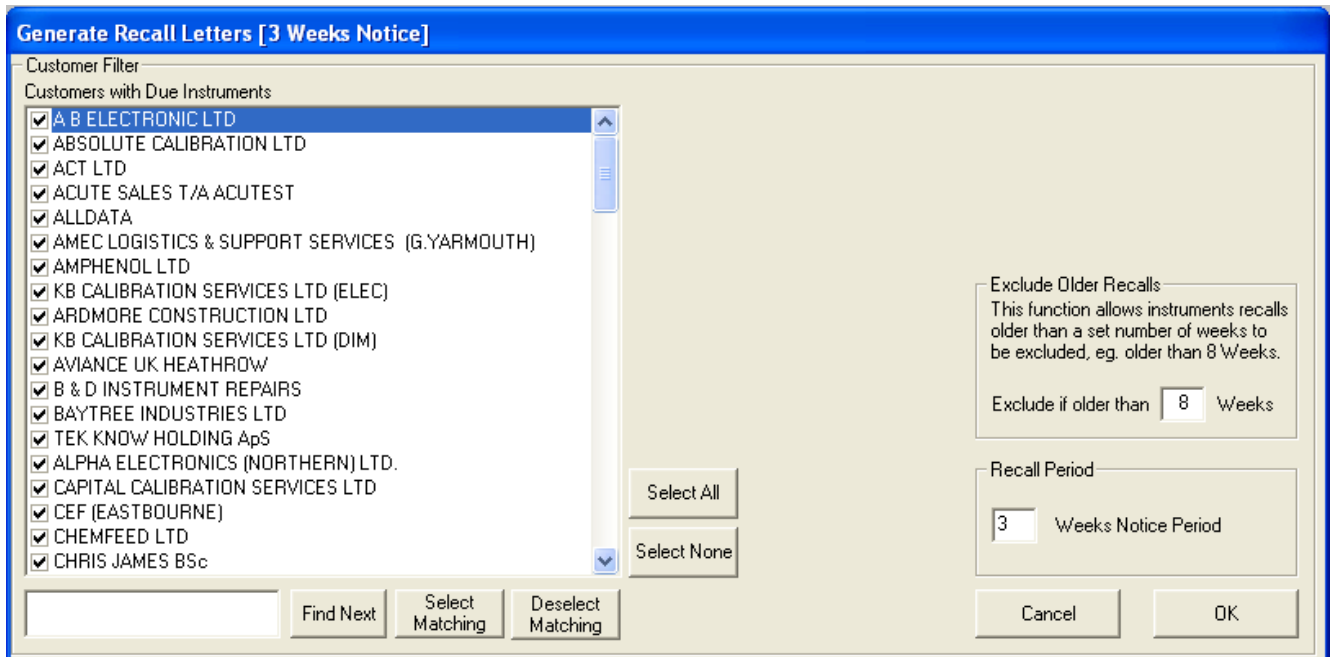 Generate Recall Letters [3 Weeks Notice]
Customer Filter
Customers with Due Instruments
A B ELECTRONIC LTD
ABSOLUTE CALIBRATION LTD
ACT LTD
ACUTE SALES T/A ACUTEST
ALLDATA
AMEC LOGISTICS & SUPPORT SERVICES (G.YARMOUTH)
AMPHENOL LTD
KB CALIBRATION SERVICES LTD (ELEC)
ARDMORE CONSTRUCTION LTD
KB CALIBRATION SERVICES LTD (DIM)
AVIANCE UK HEATHROW
B & D INSTRUMENT REPAIRS
BAYTREE INDUSTRIES LTD
TEK KNOW HOLDING ApS
ALPHA ELECTRONICS (NORTHERN) LTD.
CAPITAL CALIBRATION SERVICES LTD
CEF (EASTBOURNE)
CHEMFEED LTD
CHRIS JAMES BSc
Select All
Select None
Find Next
Select
Matching
Deselect
Matching
Exclude Older Recalls
This function allows instruments recalls
older than a set number of weeks to
be excluded, eg. older than 8 Weeks.
Exclude if older than 8 Weeks
Recall Period
3 Weeks Notice Period
Cancel
OK